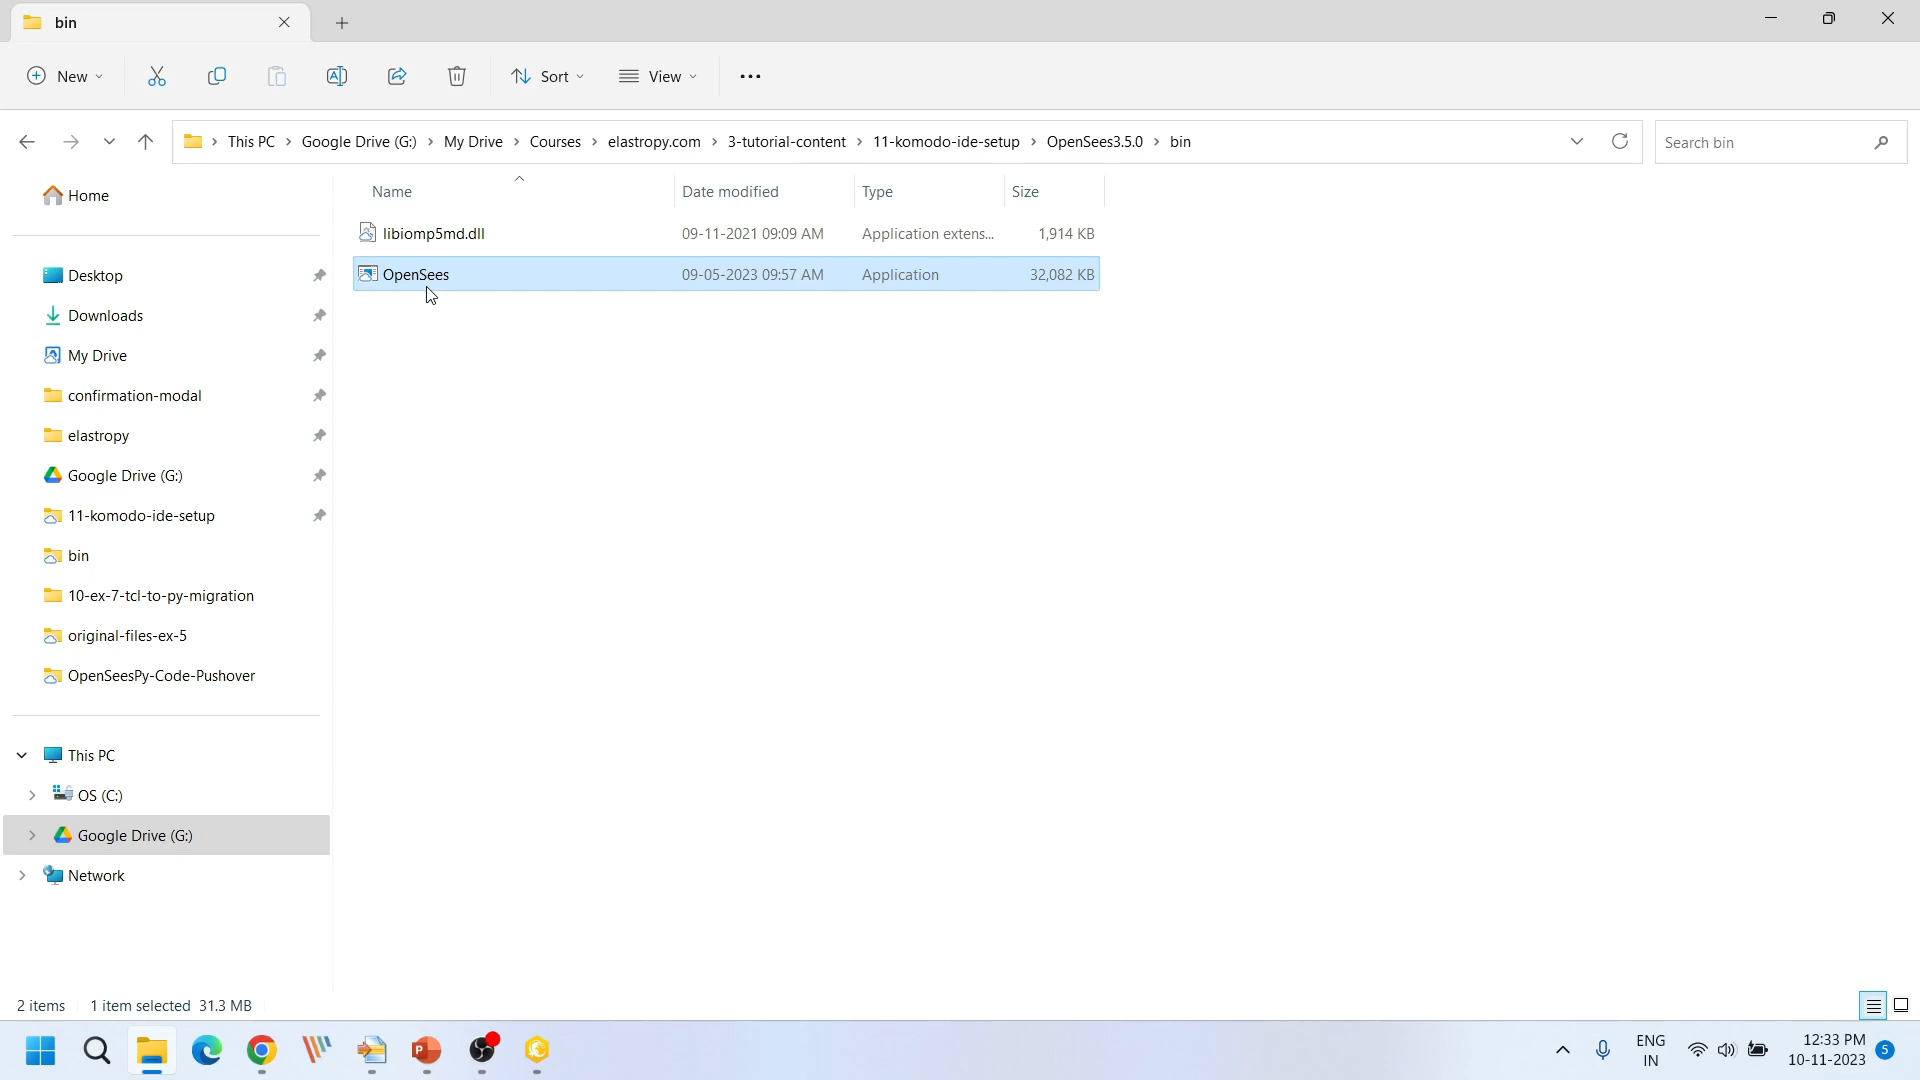 bin
New
Sort
View
This PC
Google Drive (G:)
My Drive
Courses
elastropy.com
3-tutorial-content
11-komodo-ide-setup
OpenSees3.5.0
bin
Search bin
Name
Date modified
Type
Size
libiomp5md.dll 09-11-2021 09:09 AM Application extens... 1,914 KB
OpenSees 09-05-2023 09:57 AM Application 32,082 KB
Home
Desktop
Downloads
My Drive
confirmation-modal
elastropy
Google Drive (G:)
11-komodo-ide-setup
bin
10-ex-7-tcl-to-py-migration
original-files-ex-5
OpenSeesPy-Code-Pushover
This PC
OS (C:)
Google Drive (G:)
Network
2 items 1 item selected 31.3 MB
ENG
IN
12:33 PM
10-11-2023
5